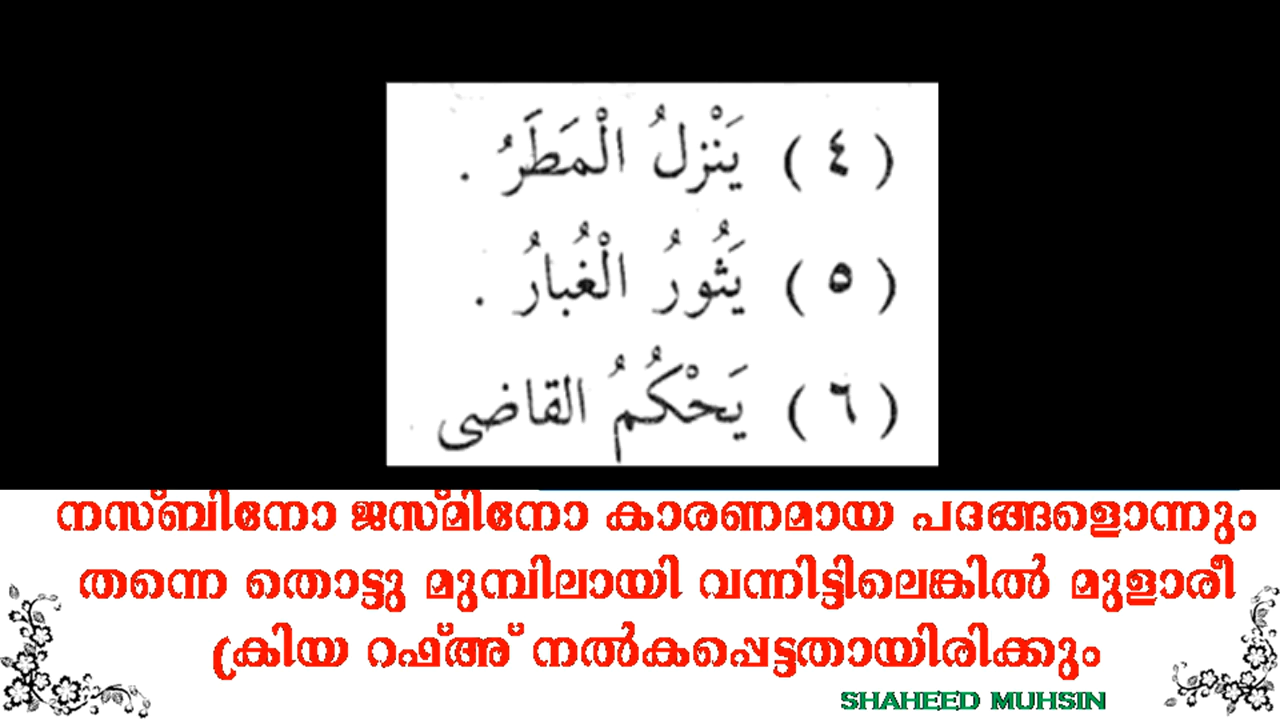 ( ٤ ) يَنْزِلُ الْمَطَرُ .
( ٥ ) يَثُورُ الْغُبارُ .
( ٦ ) يَحْكُمُ القاضى
നസ്ബിനോ ജസ്മിനോ കാരണമായ പദങ്ങളൊന്നും
തന്നെ തൊട്ടു മുമ്പിലായി വന്നിട്ടിലെങ്കിൽ മുളാരീ
ക്രിയ റഫ്അ് നൽകപ്പെട്ടതായിരിക്കും
SHAHEED MUHSIN